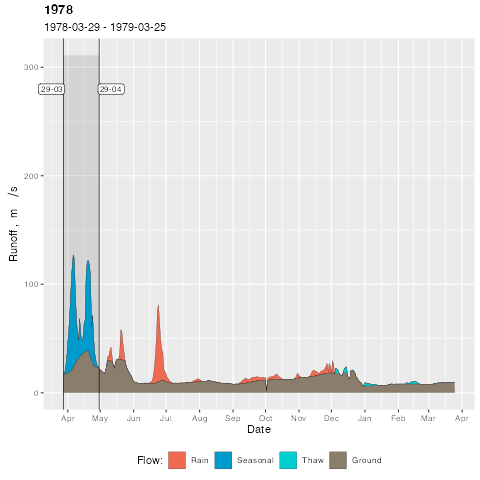 1978
1978-03-29 - 1979-03-25
300
200
100
0
29-03
29-04
Runoff, m /s
Apr May Jun Jul Aug Sep Oct Nov Dec Jan Feb Mar Apr
Date
Flow: Rain Seasonal Thaw Ground